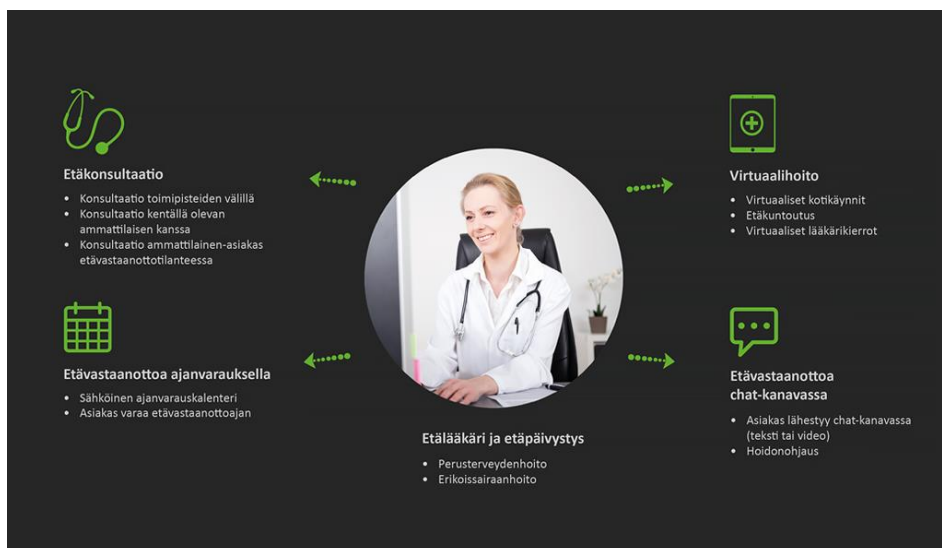 Etäkonsultaatio
• Konsultaatio toimipisteiden välillä
• Konsultaatio kentällä olevan
ammattilaisen kanssa
• Konsultaatio ammattilainen-asiakas
etävastaanottotilanteessa
Etävastaanottoa ajanvarauksella
• Sähköinen ajanvarauskalenteri
• Asiakas varaa etävastaanottoajan
Etälääkäri ja etäpäivystys
• Perusterveydenhoito
• Erikoissairaanhoito
Virtuaalihoito
• Virtuaaliset kotikäynnit
• Etäkuntoutus
• Virtuaaliset lääkärikierrot
Etävastaanottoa
chat-kanavassa
• Asiakas lähestyy chat-kanavassa
(teksti tai video)
• Hoidonohjaus